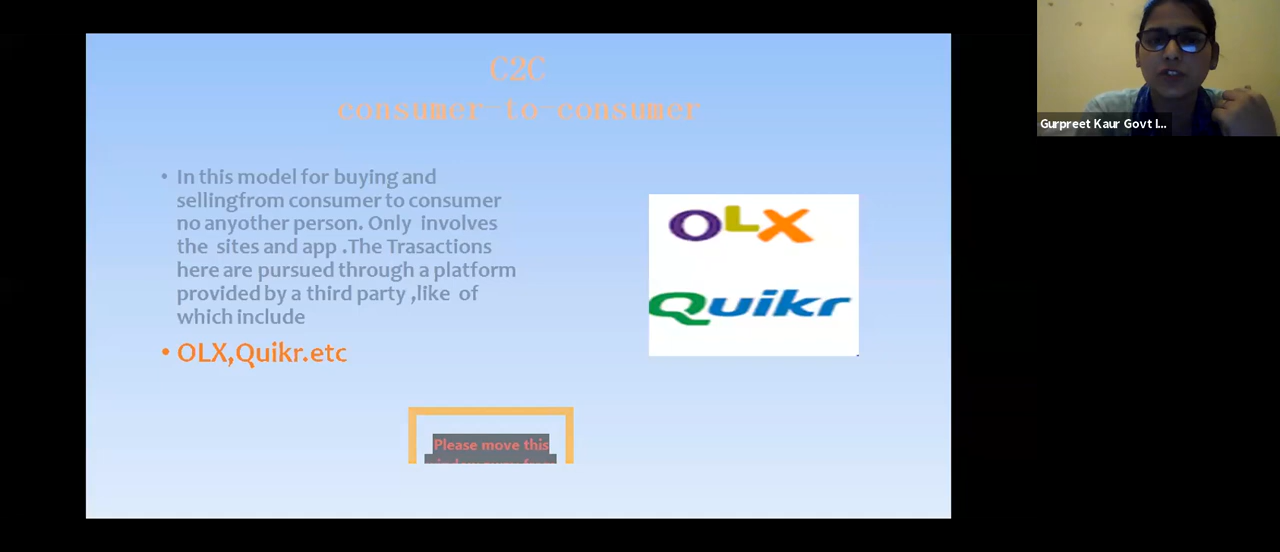 C2C
consumer-to-consumer
• In this model for buying and
sellingfrom consumer to consumer
no anyother person. Only involves
the sites and app .The Trasactions
here are pursued through a platform
provided by a third party ,like of
which include
• OLX,Quikr.etc
OLX
Quikr
Please move this
Gurpreet Kaur Govt I...